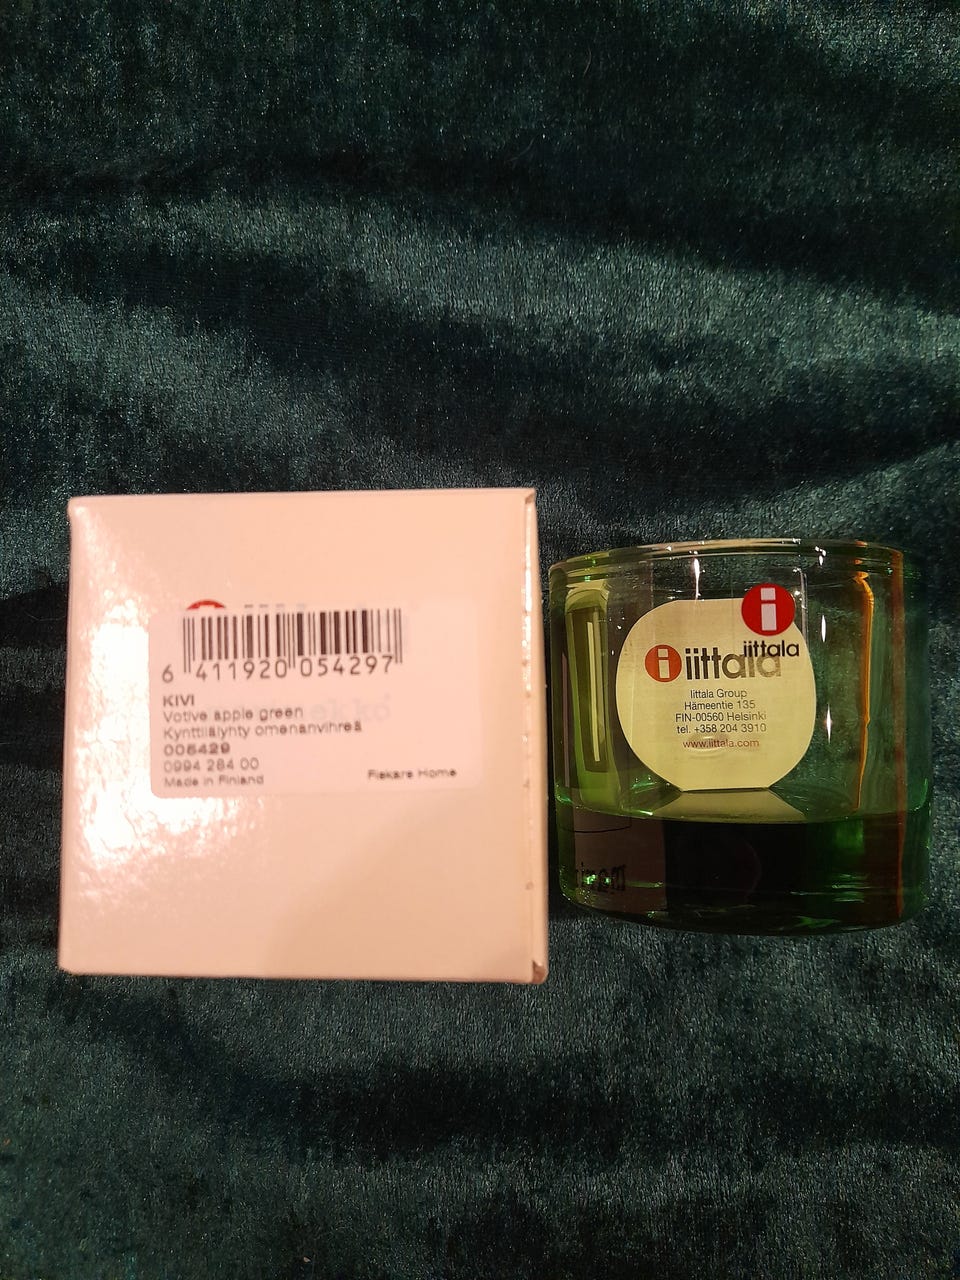 6 411920 054297
KIVI
Votive apple green
Kynttilälyhty omenanvihreä
005429
0994 284 00
Made in Finland
Fiskars Home
i
iittala
i iittala
Iittala Group
Hämeentie 135
FIN-00560 Helsinki
tel. +358 204 3910
www.iittala.com